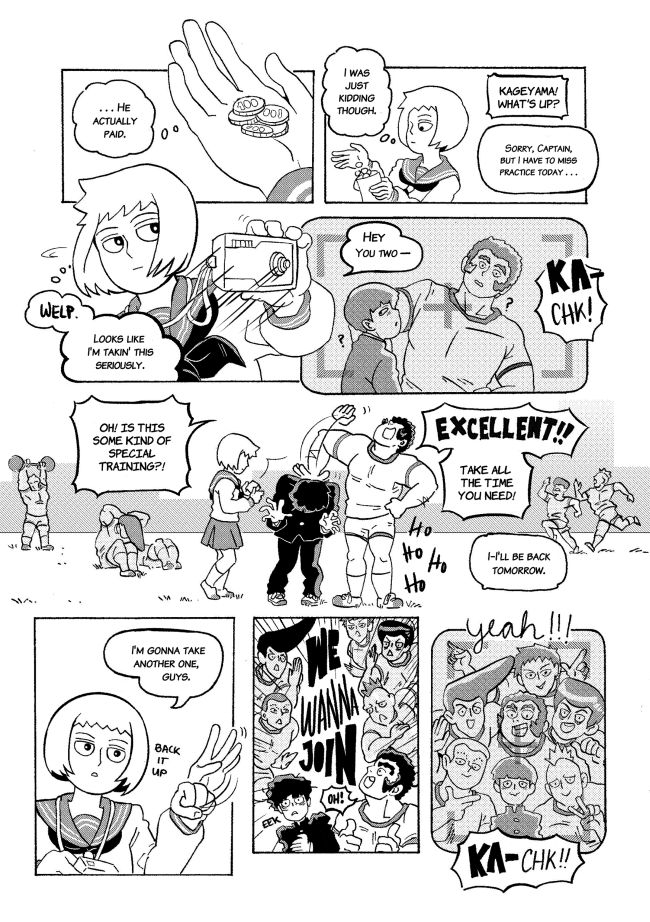 . . . HE
ACTUALLY
PAID.
100
I WAS
JUST
KIDDING
THOUGH.
KAGEYAMA!
WHAT'S UP?
SORRY, CAPTAIN,
BUT I HAVE TO MISS
PRACTICE TODAY . . .
WELP.
LOOKS LIKE
I'M TAKIN' THIS
SERIOUSLY.
HEY
YOU TWO —
?
?
KA-
CHK!
OH! IS THIS
SOME KIND OF
SPECIAL
TRAINING?!
EXCELLENT!!
TAKE ALL
THE TIME
YOU NEED!
HO
HO
HO
HO
I-I'LL BE BACK
TOMORROW.
I'M GONNA TAKE
ANOTHER ONE,
GUYS.
BACK
IT
UP
WE
WANNA
JOIN
OH!
EEK
yeah!!!
KA- CHK!!